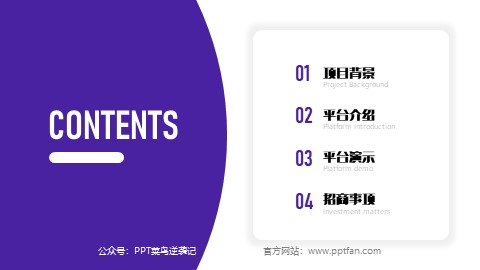 CONTENTS
01 项目背景
Project Background
02 平台介绍
Platform Introduction
03 平台演示
Platform demo
04 招商事项
Investment matters
公众号：PPT菜鸟逆袭记
官方网站：www.pptfan.com